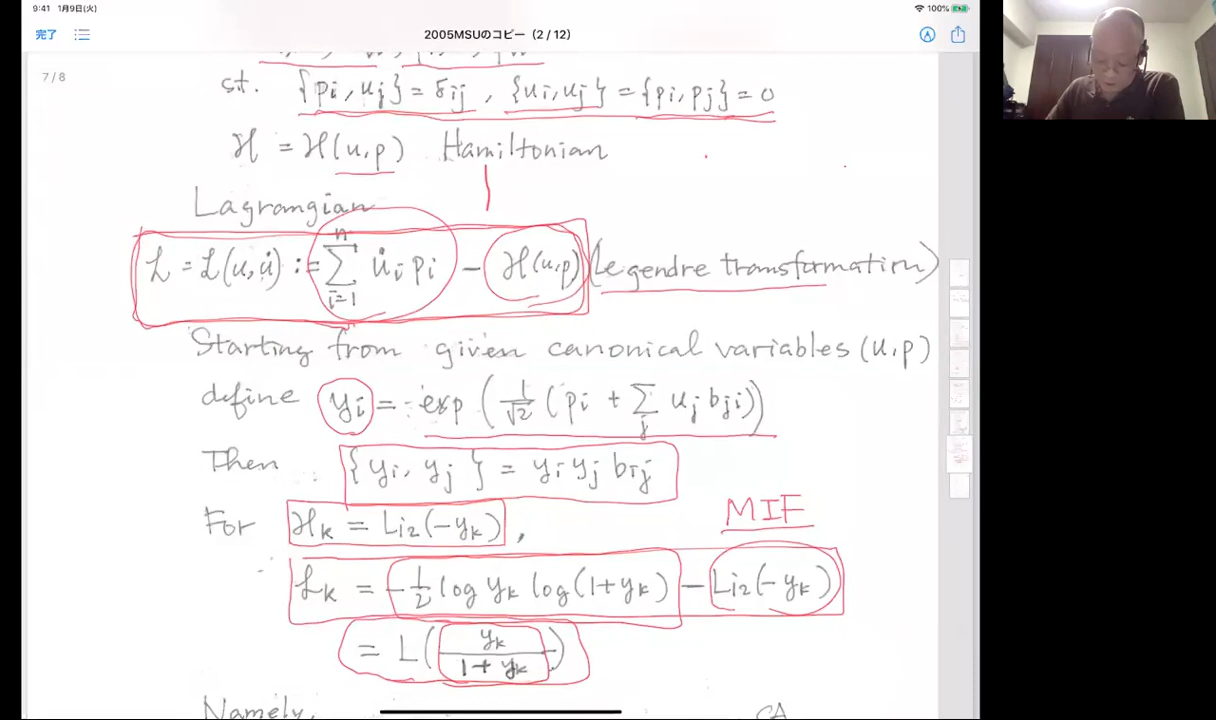 9:41 1月9日(火)
100%
完了
2005MSUのコピー (2 / 12)
7 / 8
st. {pi, uj} = δij , {ui, uj} = {pi, pj} = 0
H = H(u,p) Hamiltonian
Lagrangian
L = L(u, u̇) := Σ_{i=1}^{n} u̇i pi − H(u,p) (Legendre transformation)
Starting from given canonical variables (u,p)
define yi = exp ( 1/√2 ( pi + Σ_j uj bji ) )
Then {yi, yj} = yi yj bij
For Hk = Li2(−yk) ,
MIF
Lk = −1/2 log yk log(1+yk) − Li2(−yk)
= L( yk / 1+yk )
Namely,
CA